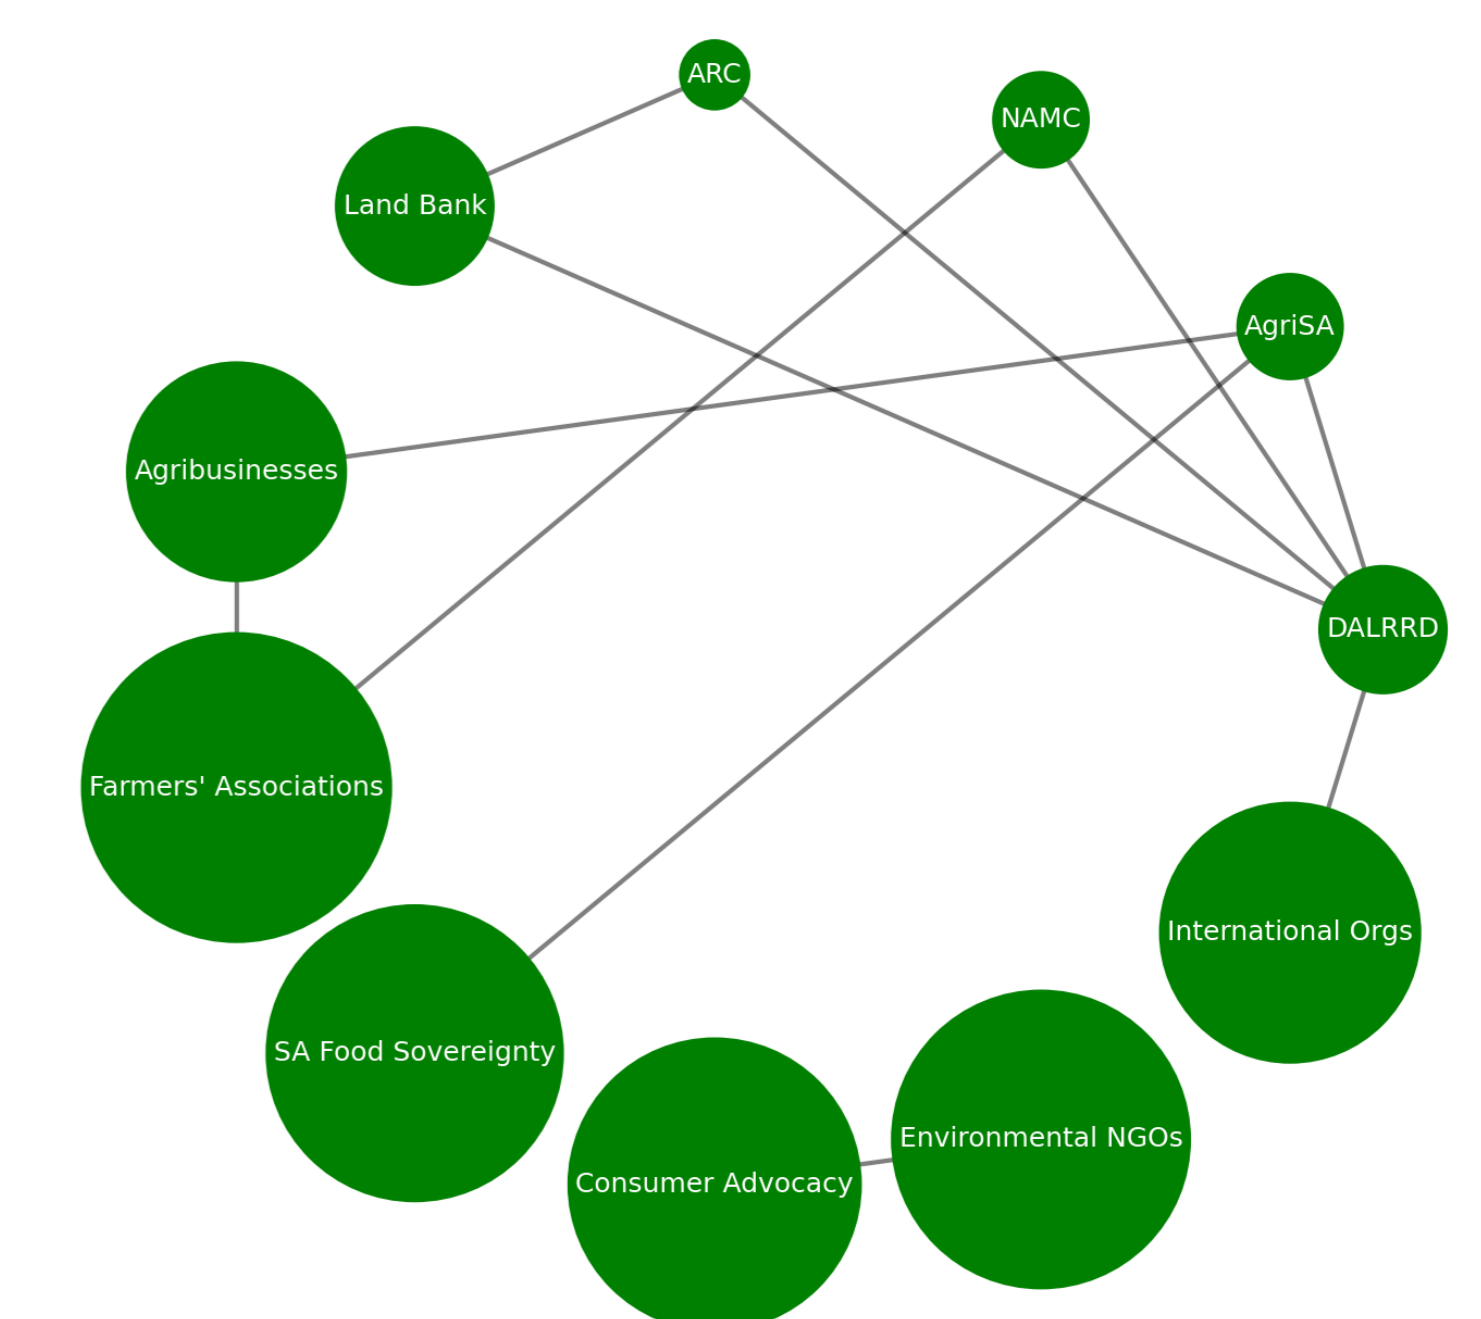 ARC
NAMC
Land Bank
AgriSA
Agribusinesses
DALRRD
Farmers' Associations
International Orgs
SA Food Sovereignty
Environmental NGOs
Consumer Advocacy